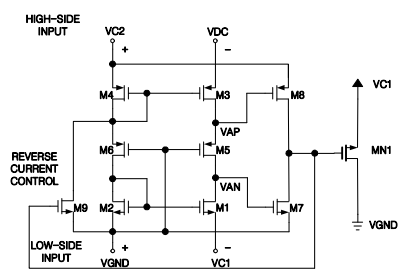 HIGH-SIDE
INPUT
VC2
VDC
+
−
M4
M3
M8
VC1
VAP
MN1
REVERSE
CURRENT
CONTROL
M6
M5
VAN
M9
M2
M1
M7
VGND
LOW-SIDE
INPUT
+
−
VGND
VC1